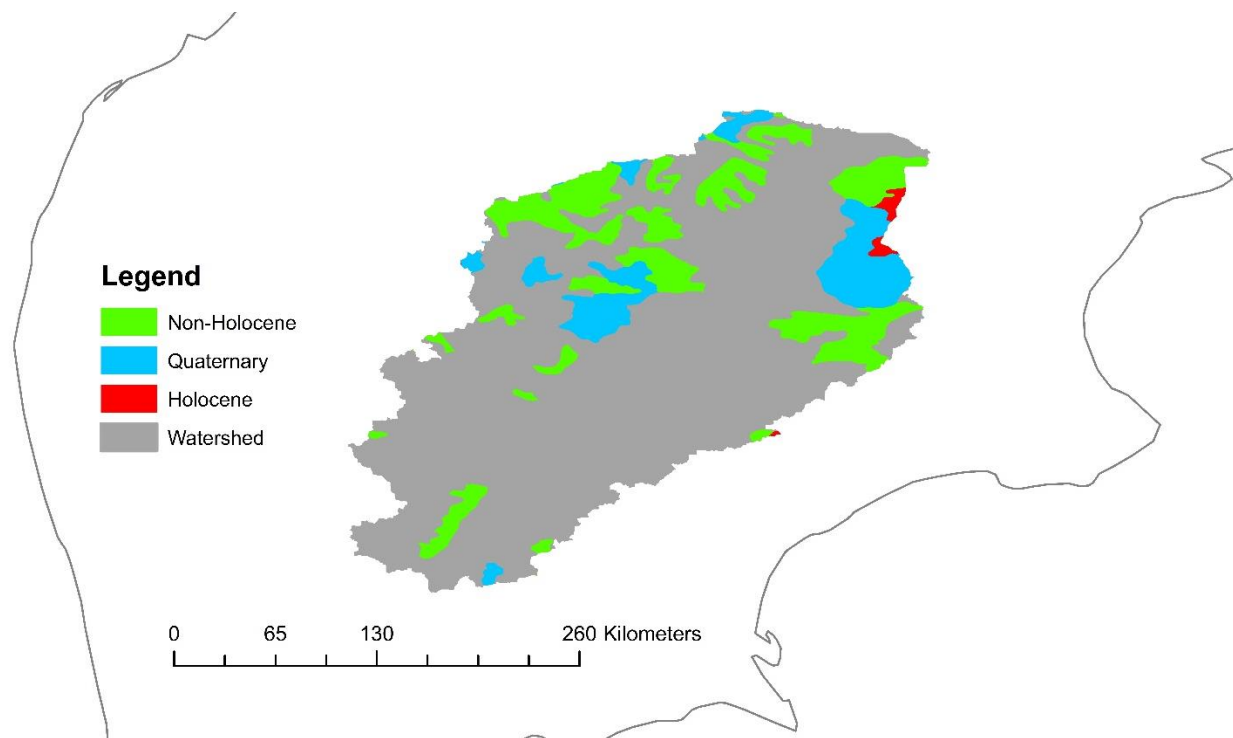 Legend
Non-Holocene
Quaternary
Holocene
Watershed
0 65 130 260 Kilometers